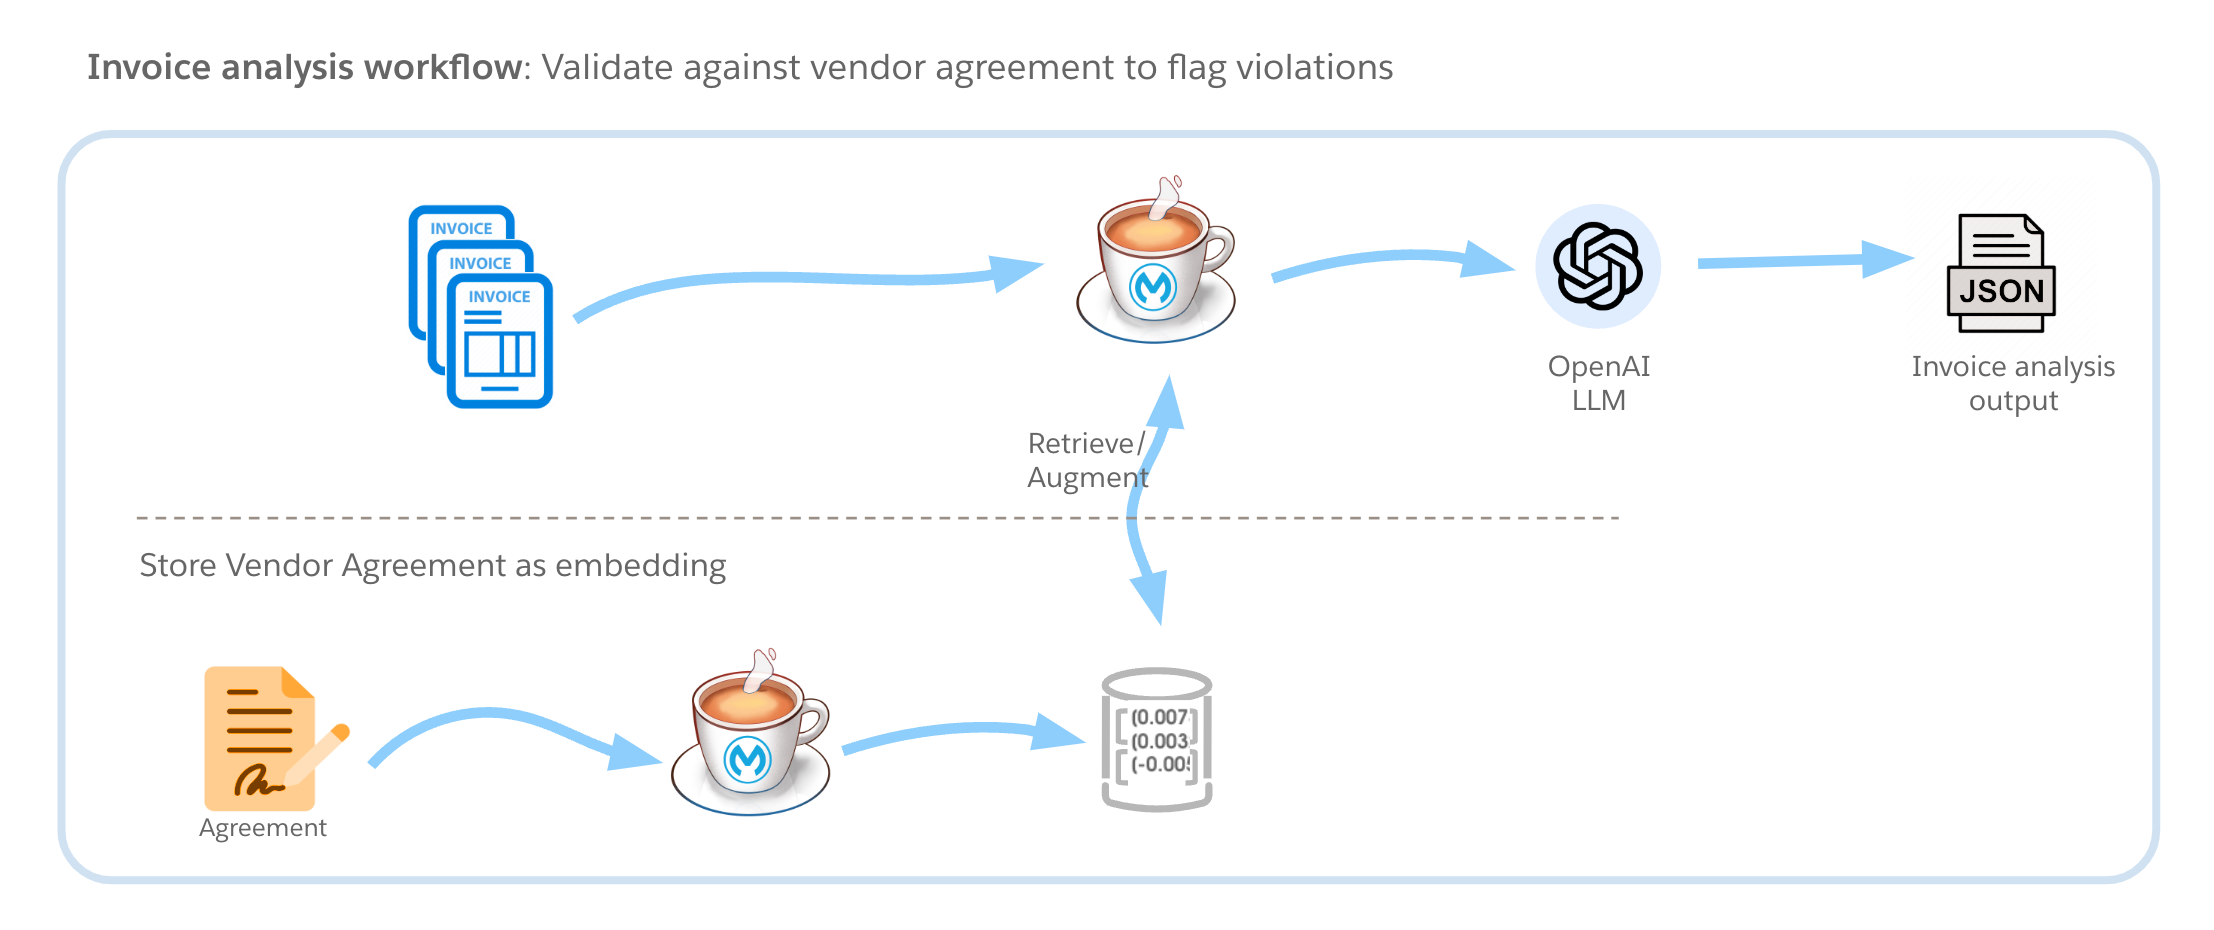 Invoice analysis workflow: Validate against vendor agreement to flag violations
INVOICE
INVOICE
INVOICE
JSON
OpenAI
LLM
Invoice analysis
output
Retrieve/
Augment
Store Vendor Agreement as embedding
(0.007
(0.003
(-0.005
Agreement